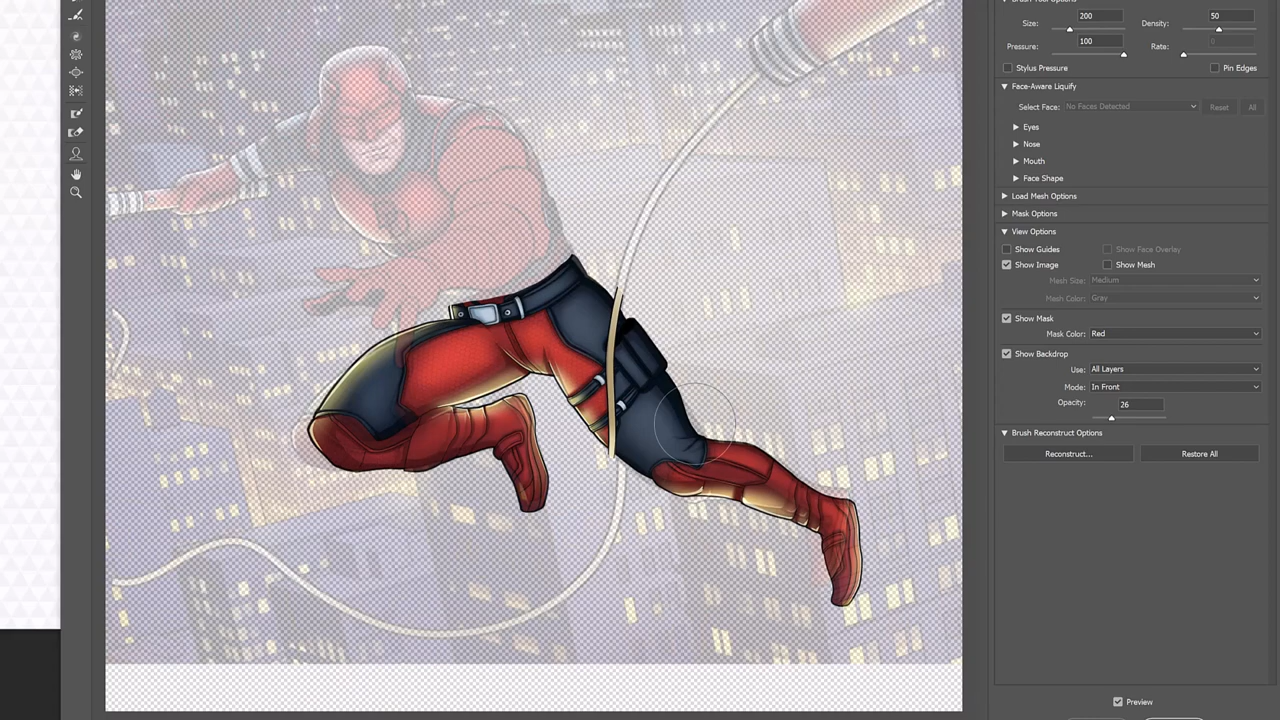 Size:
200
Density:
50
Pressure:
100
Rate:
0
Stylus Pressure
Pin Edges
Face-Aware Liquify
Select Face:
No Faces Detected
Reset
All
Eyes
Nose
Mouth
Face Shape
Load Mesh Options
Mask Options
View Options
Show Guides
Show Face Overlay
Show Image
Show Mesh
Mesh Size:
Medium
Mesh Color:
Gray
Show Mask
Mask Color:
Red
Show Backdrop
Use:
All Layers
Mode:
In Front
Opacity:
26
Brush Reconstruct Options
Reconstruct...
Restore All
Preview